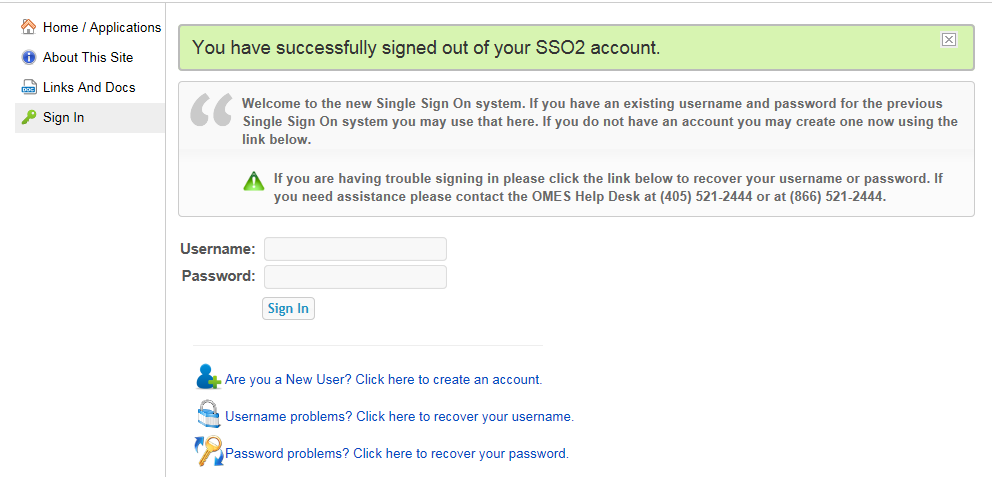 Home / Applications
About This Site
DOC
Links And Docs
Sign In
You have successfully signed out of your SSO2 account.
Welcome to the new Single Sign On system. If you have an existing username and password for the previous
Single Sign On system you may use that here. If you do not have an account you may create one now using the
link below.
If you are having trouble signing in please click the link below to recover your username or password. If
you need assistance please contact the OMES Help Desk at (405) 521-2444 or at (866) 521-2444.
Username:
Password:
Sign In
Are you a New User? Click here to create an account.
Username problems? Click here to recover your username.
Password problems? Click here to recover your password.